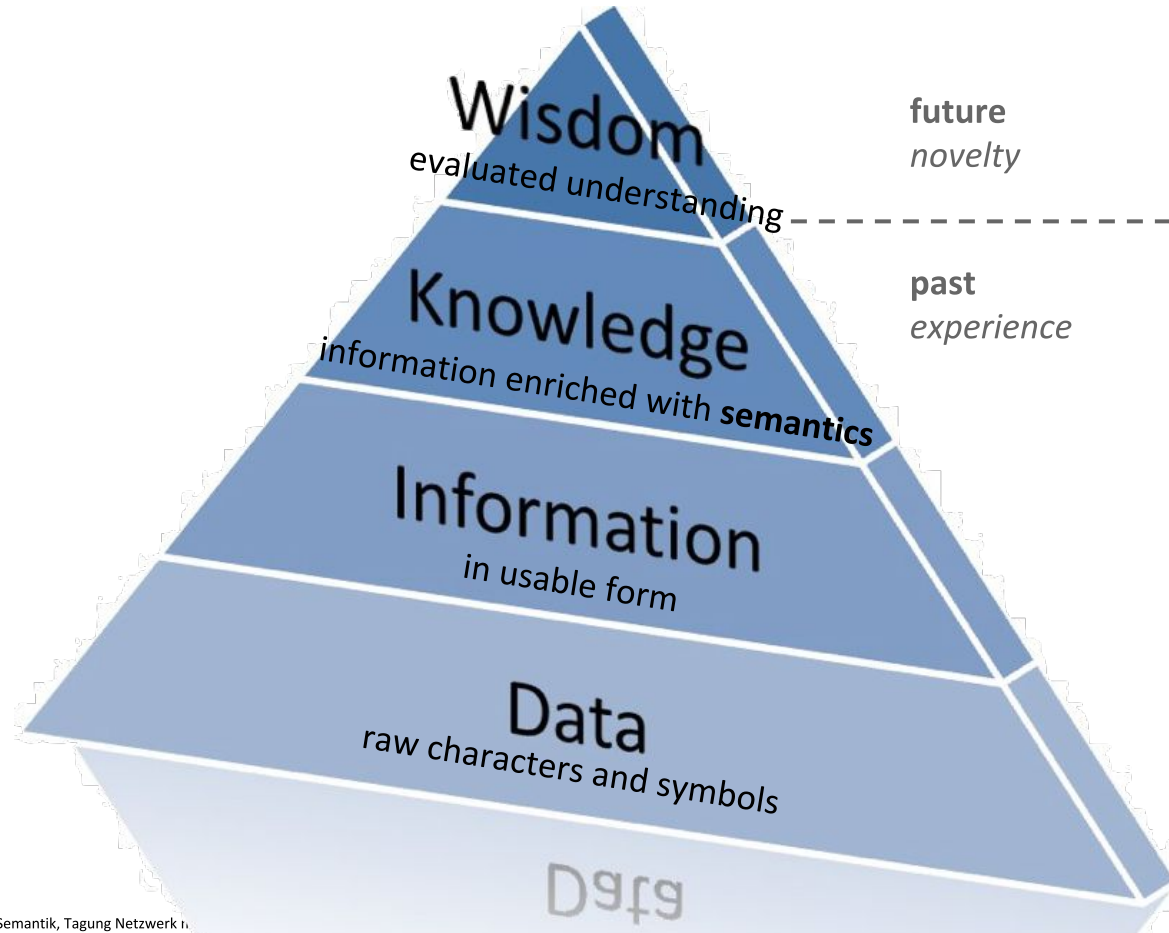 Wisdom
evaluated understanding
future
novelty
past
experience
Knowledge
information enriched with semantics
Information
in usable form
Data
raw characters and symbols
Data
Semantik, Tagung Netzwerk